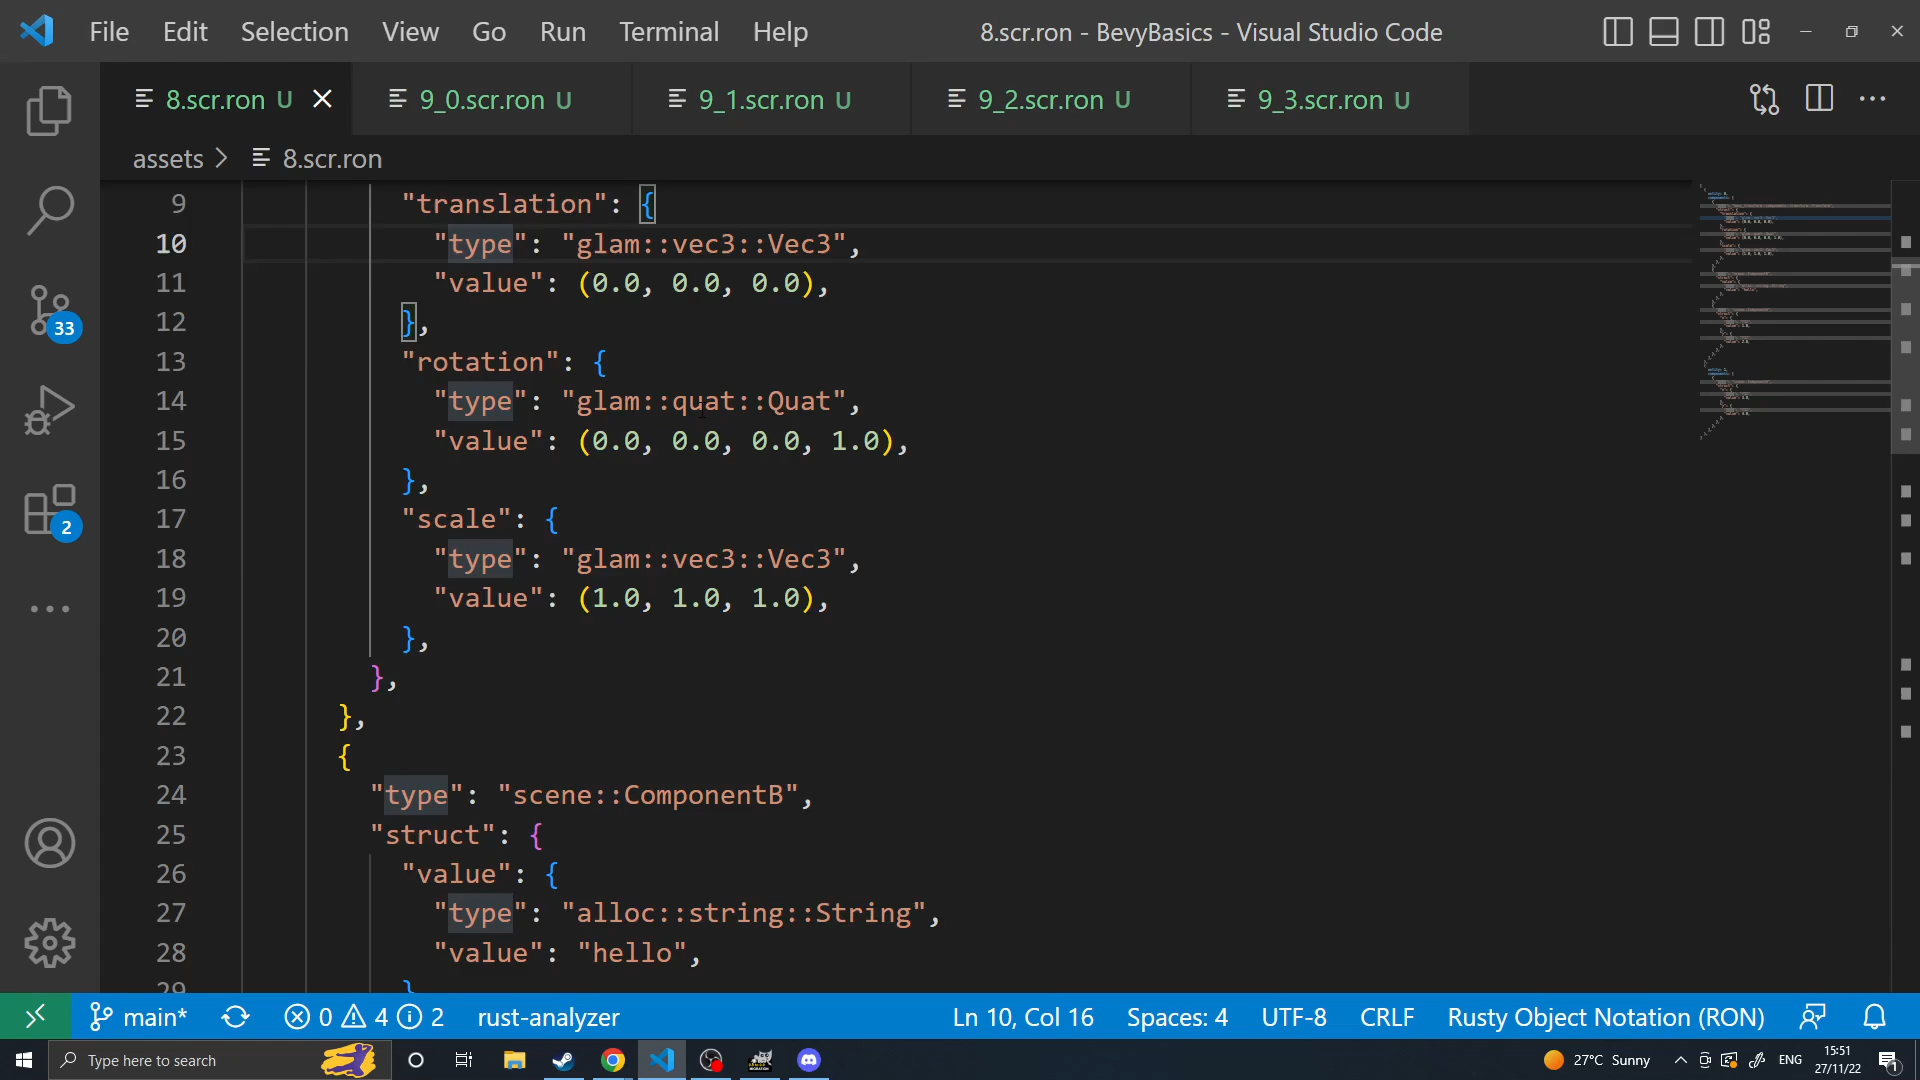 File Edit Selection View Go Run Terminal Help 8.scr.ron - BevyBasics - Visual Studio Code
8.scr.ron U 9_0.scr.ron U 9_1.scr.ron U 9_2.scr.ron U 9_3.scr.ron U
assets > 8.scr.ron
9 "translation": {
10 "type": "glam::vec3::Vec3",
11 "value": (0.0, 0.0, 0.0),
12 },
13 "rotation": {
14 "type": "glam::quat::Quat",
15 "value": (0.0, 0.0, 0.0, 1.0),
16 },
17 "scale": {
18 "type": "glam::vec3::Vec3",
19 "value": (1.0, 1.0, 1.0),
20 },
21 },
22 },
23 {
24 "type": "scene::ComponentB",
25 "struct": {
26 "value": {
27 "type": "alloc::string::String",
28 "value": "hello",
29 }
33
2
main* 0 4 2 rust-analyzer Ln 10, Col 16 Spaces: 4 UTF-8 CRLF Rusty Object Notation (RON)
Type here to search 27°C Sunny ENG 15:51
27/11/22 1